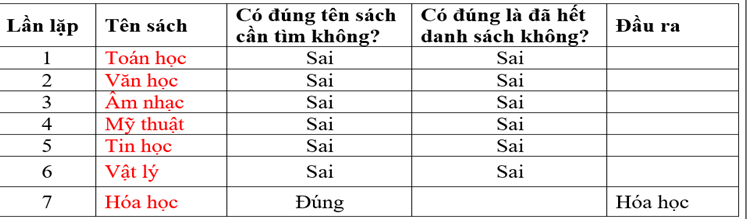 Lần lặp Tên sách Có đúng tên sách cần tìm không? Có đúng là đã hết danh sách không? Đầu ra
1 Toán học Sai Sai
2 Văn học Sai Sai
3 Âm nhạc Sai Sai
4 Mỹ thuật Sai Sai
5 Tin học Sai Sai
6 Vật lý Sai Sai
7 Hóa học Đúng Hóa học